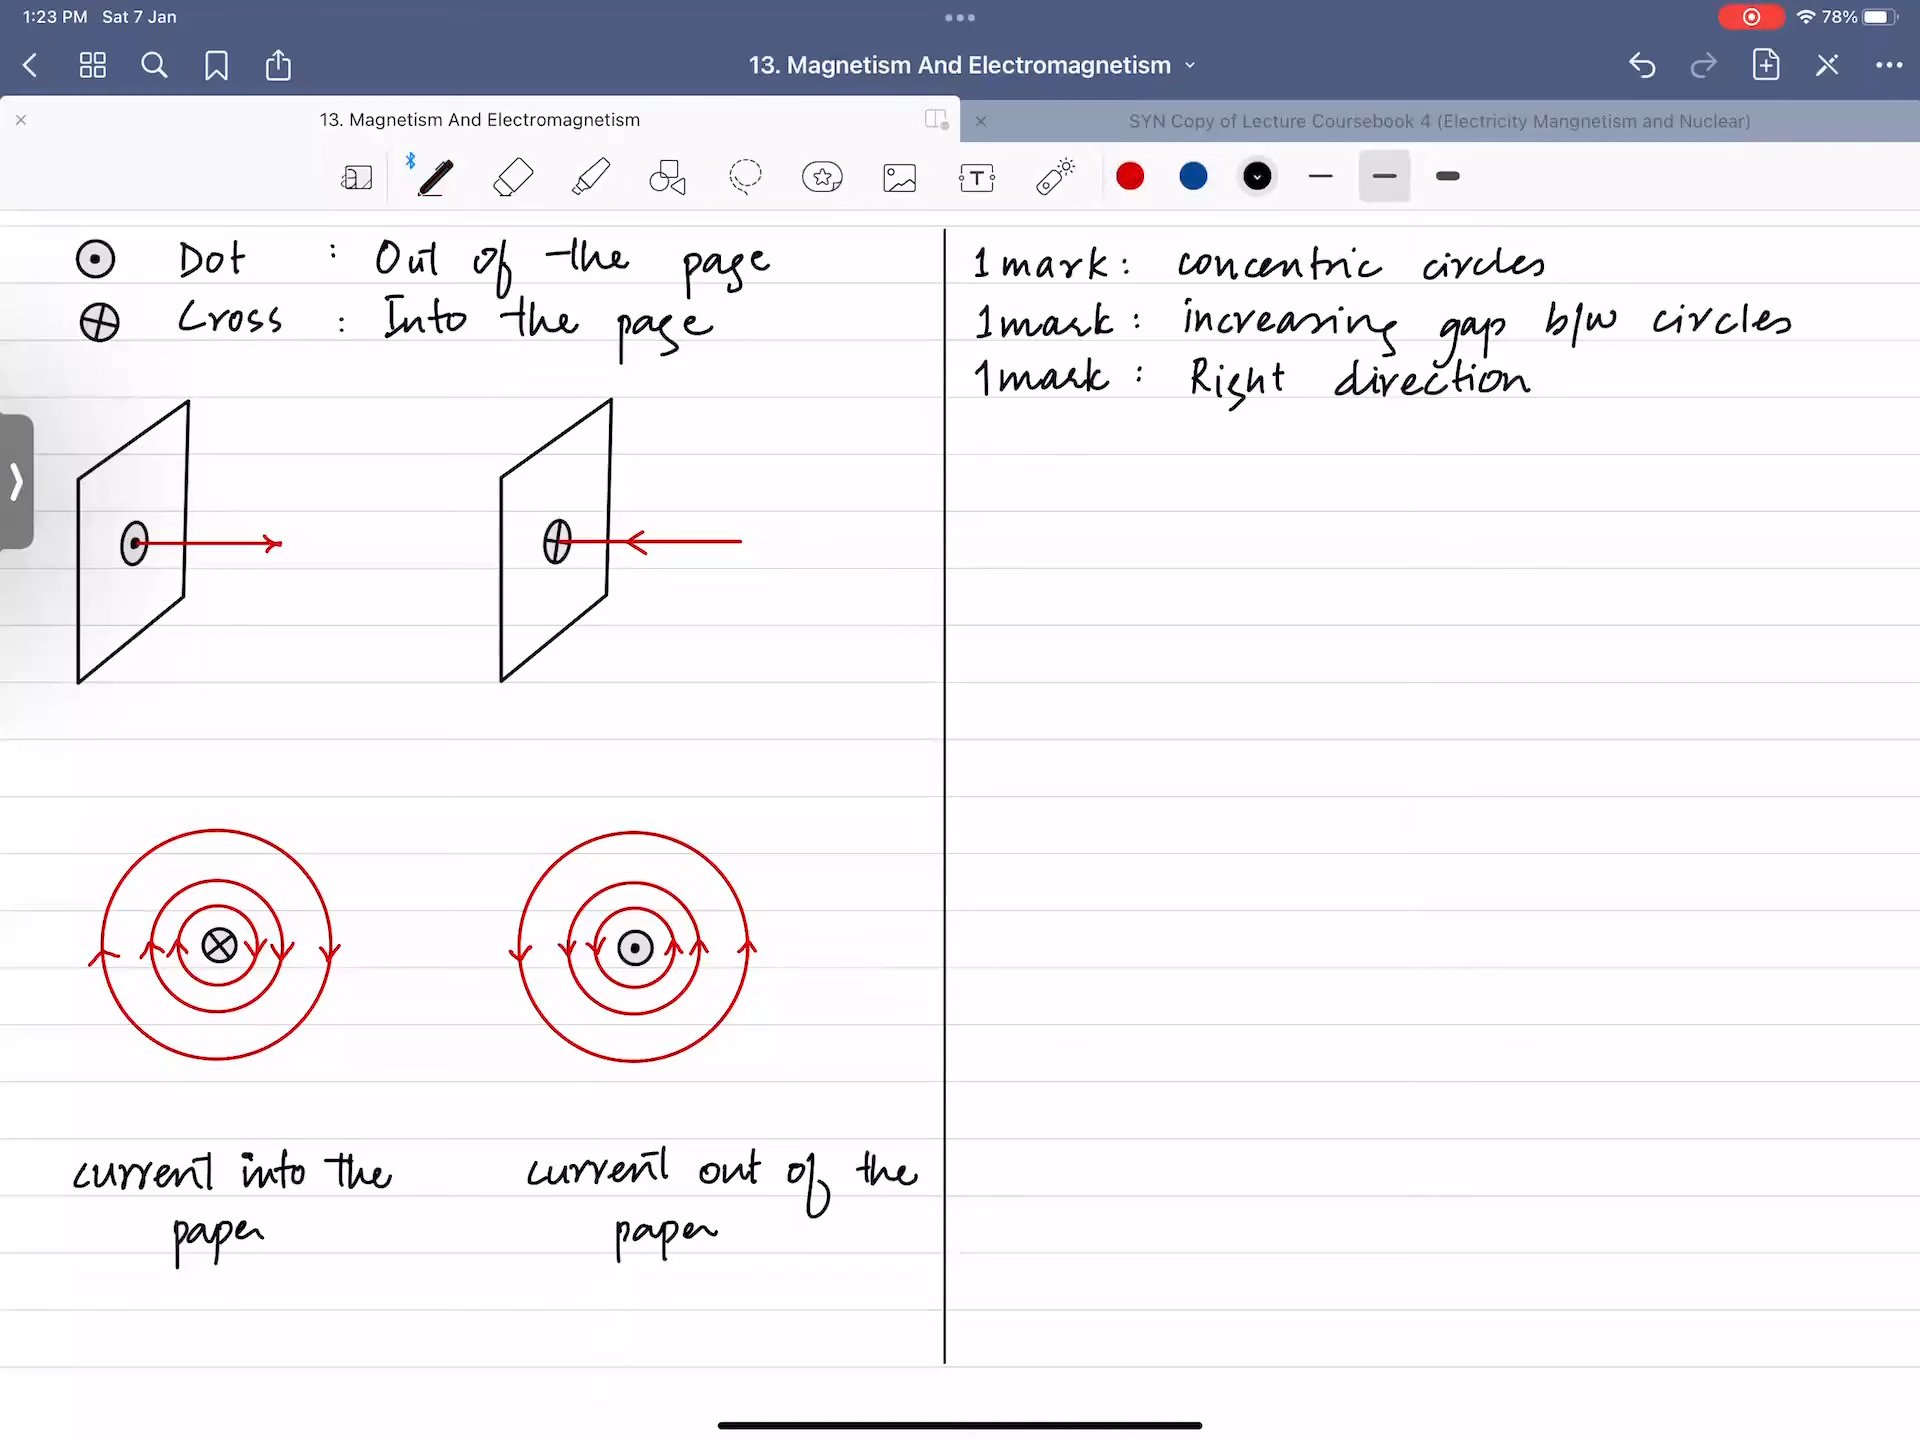 1:23 PM Sat 7 Jan
78%
13. Magnetism And Electromagnetism
13. Magnetism And Electromagnetism
SYN Copy of Lecture Coursebook 4 (Electricity Mangnetism and Nuclear)
Dot : Out of the page
Cross : Into the page
current into the
paper
current out of the
paper
1 mark : concentric circles
1 mark : increasing gap b/w circles
1 mark : Right direction